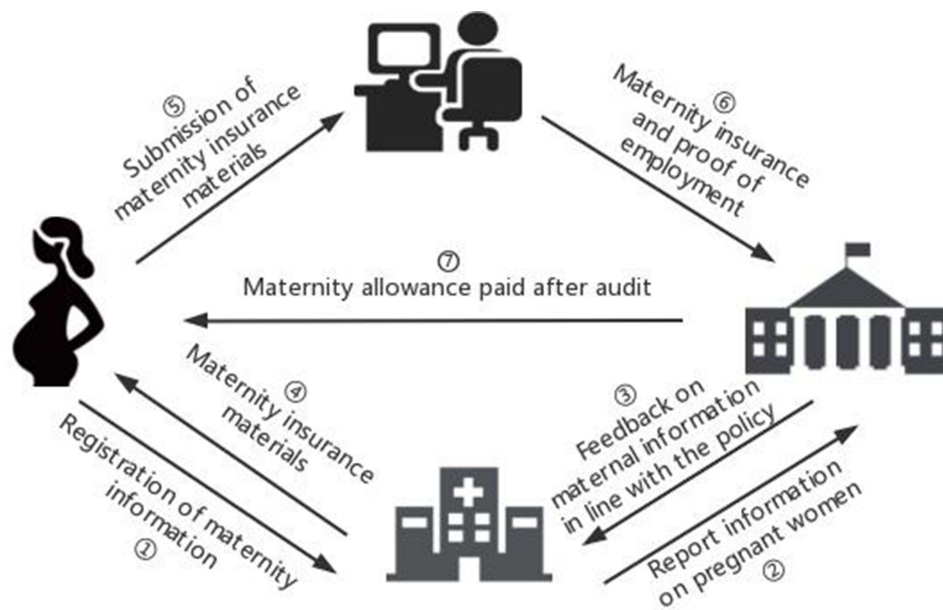 ⑤
Submission of
maternity insurance
materials
⑥
Maternity insurance
and proof of
employment
⑦
Maternity allowance paid after audit
④
Maternity insurance
materials
③
Feedback on
maternal information
in line with the policy
Registration of maternity
information
①
Report information
on pregnant women
②